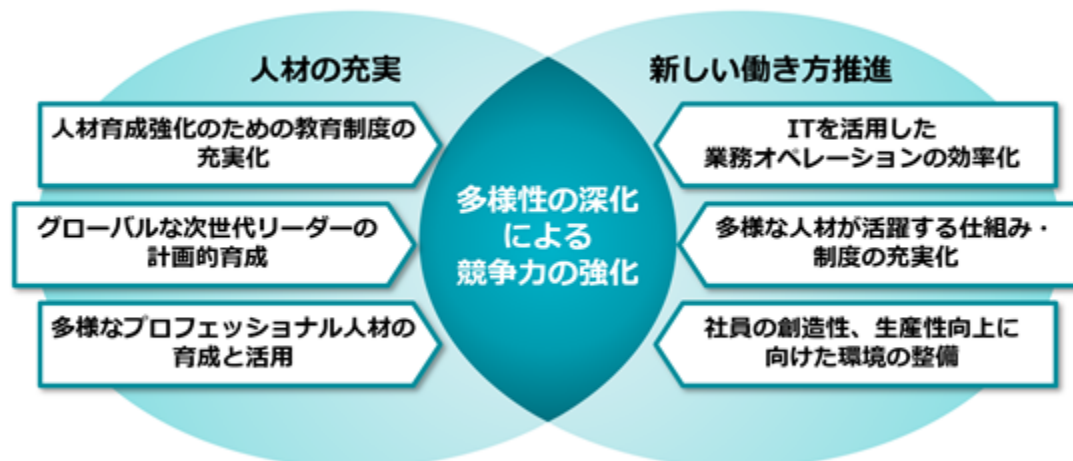 人材の充実
人材育成強化のための教育制度の
充実化
グローバルな次世代リーダーの
計画的育成
多様なプロフェッショナル人材の
育成と活用
多様性の深化
による
競争力の強化
新しい働き方推進
ITを活用した
業務オペレーションの効率化
多様な人材が活躍する仕組み・
制度の充実化
社員の創造性、生産性向上に
向けた環境の整備